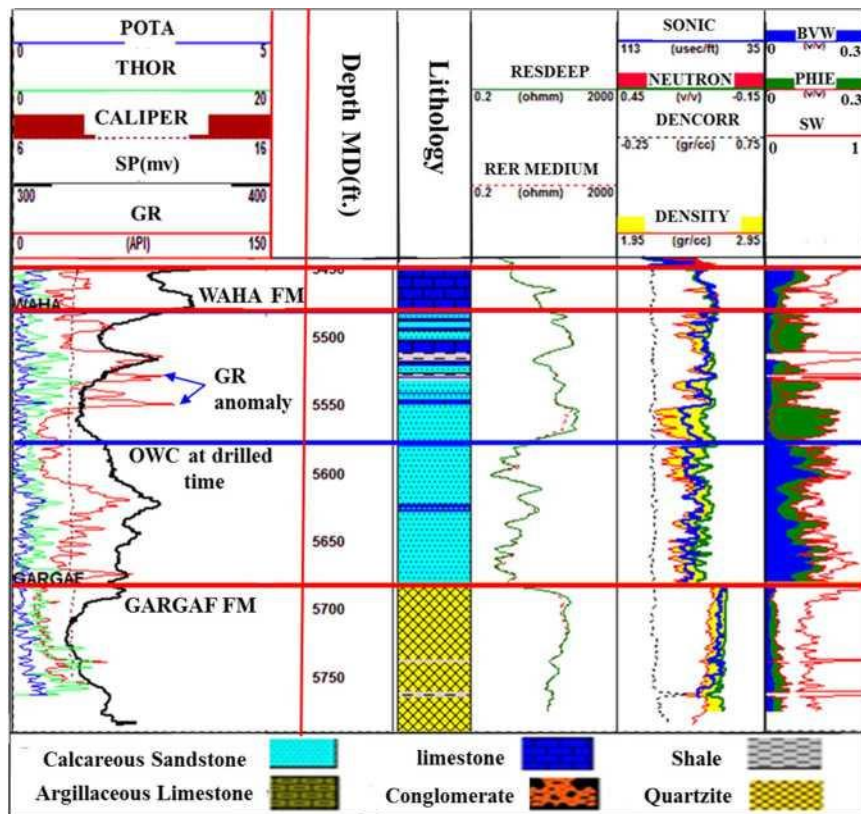 POTA
0 5
THOR
0 20
CALIPER
6 16
SP(mv)
300 400
GR
0 (API) 150
Depth MD(ft.)
Lithology
RESDEEP
0.2 (ohmm) 2000
RER MEDIUM
0.2 (ohmm) 2000
SONIC
113 (usec/ft) 35
NEUTRON
0.45 (v/v) -0.15
DENCORR
-0.25 (gr/cc) 0.75
DENSITY
1.95 (gr/cc) 2.95
BVW
0 (v/v) 0.3
PHIE
0 (v/v) 0.3
SW
0 1
WAHA
WAHA FM
5500
GR
anomaly
5550
OWC at drilled
time
5600
5650
GARGAF
GARGAF FM
5700
5750
Calcareous Sandstone
limestone
Shale
Argillaceous Limestone
Conglomerate
Quartzite